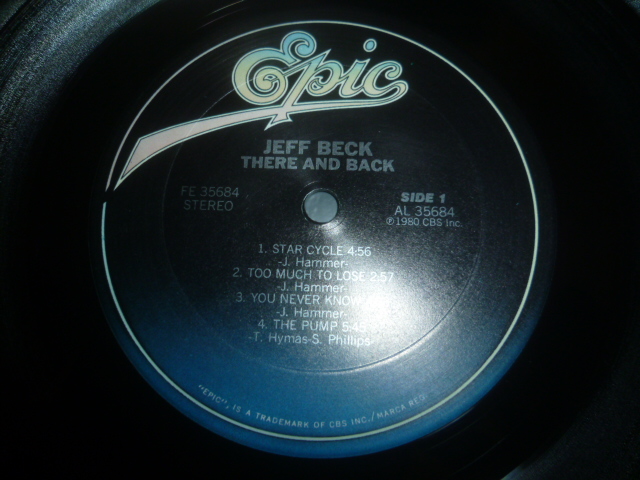 Epic
JEFF BECK
THERE AND BACK
FE 35684
STEREO
SIDE 1
AL 35684
℗ 1980 CBS Inc.
1. STAR CYCLE 4:56
-J. Hammer-
2. TOO MUCH TO LOSE 2:57
-J. Hammer-
3. YOU NEVER KNOW
-J. Hammer-
4. THE PUMP 5:45
-T. Hymas-S. Phillips-
"EPIC", IS A TRADEMARK OF CBS INC./MARCA REG.